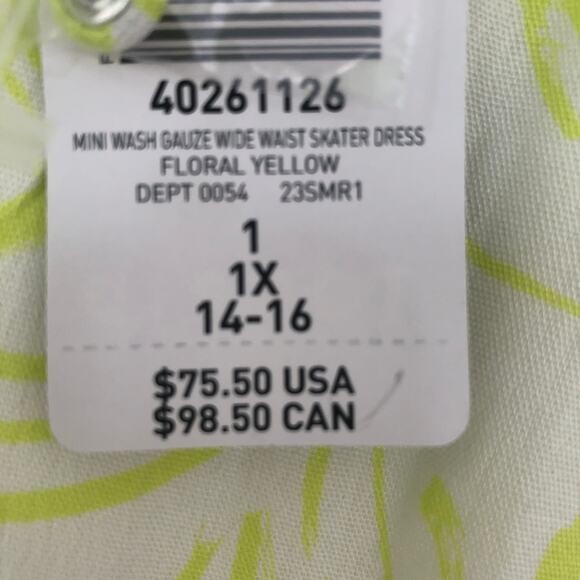 40261126
MINI WASH GAUZE WIDE WAIST SKATER DRESS
FLORAL YELLOW
DEPT 0054 23SMR1
1
1X
14-16
$75.50 USA
$98.50 CAN